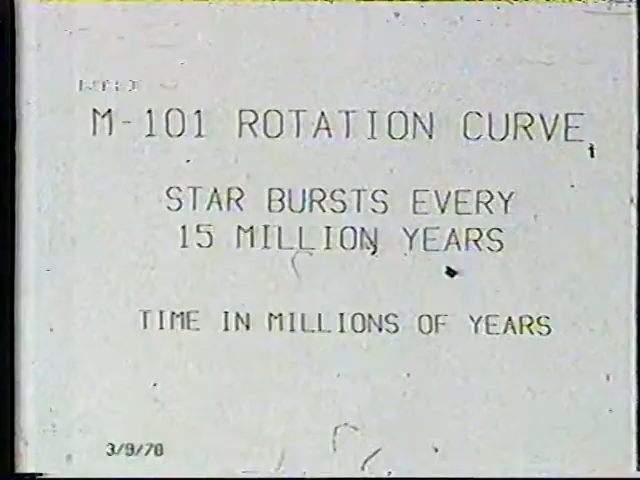 M-101 ROTATION CURVE
STAR BURSTS EVERY
15 MILLION YEARS
TIME IN MILLIONS OF YEARS
3/9/78